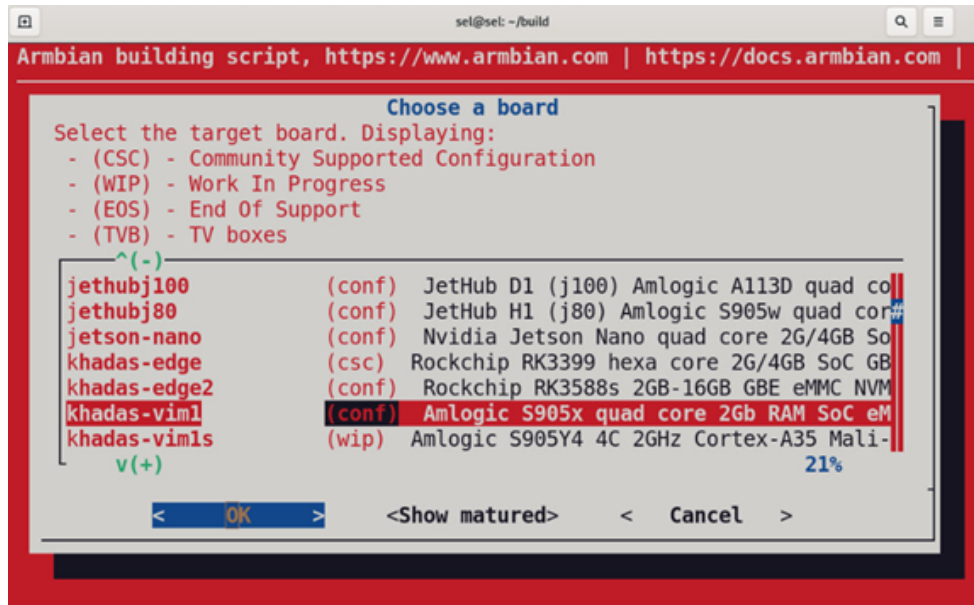 sel@sel: ~/build
Armbian building script, https://www.armbian.com | https://docs.armbian.com |
Choose a board
Select the target board. Displaying:
- (CSC) - Community Supported Configuration
- (WIP) - Work In Progress
- (EOS) - End Of Support
- (TVB) - TV boxes
^(-)
jethubj100 (conf) JetHub D1 (j100) Amlogic A113D quad co
jethubj80 (conf) JetHub H1 (j80) Amlogic S905w quad cor#
jetson-nano (conf) Nvidia Jetson Nano quad core 2G/4GB So
khadas-edge (csc) Rockchip RK3399 hexa core 2G/4GB SoC GB
khadas-edge2 (conf) Rockchip RK3588s 2GB-16GB GBE eMMC NVM
khadas-vim1 (conf) Amlogic S905x quad core 2Gb RAM SoC eM
khadas-vim1s (wip) Amlogic S905Y4 4C 2GHz Cortex-A35 Mali-
v(+) 21%
< OK > <Show matured> < Cancel >